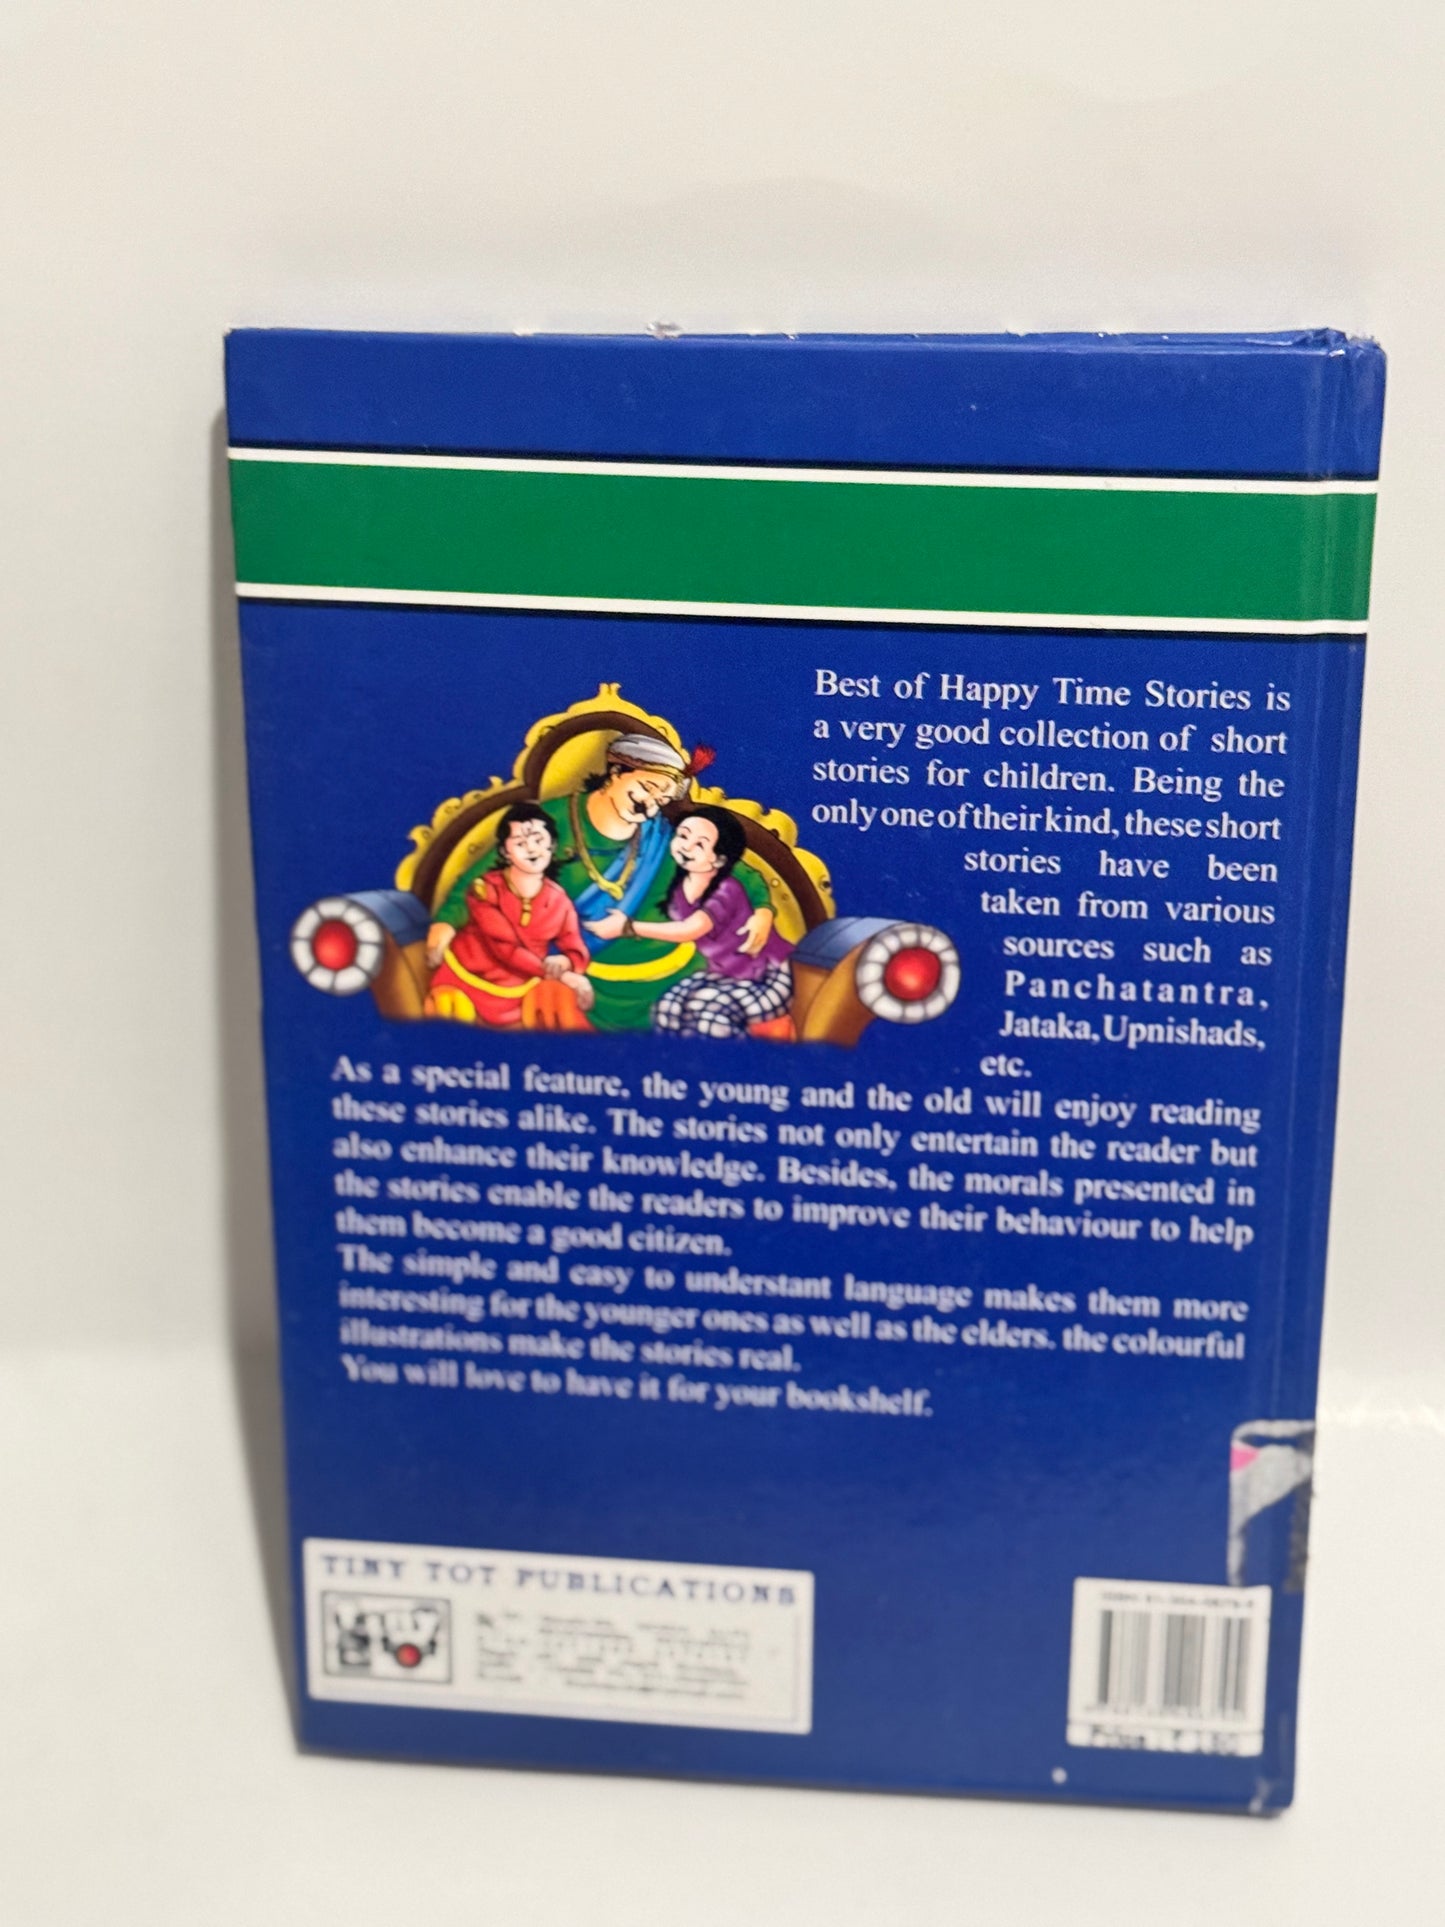 Best of Happy Time Stories is
a very good collection of short
stories for children. Being the
only one of their kind, these short
stories have been
taken from various
sources such as
Panchatantra,
Jataka, Upnishads,
etc.
As a special feature, the young and the old will enjoy reading
these stories alike. The stories not only entertain the reader but
also enhance their knowledge. Besides, the morals presented in
the stories enable the readers to improve their behaviour to help
them become a good citizen.
The simple and easy to understant language makes them more
interesting for the younger ones as well as the elders. the colourful
illustrations make the stories real.
You will love to have it for your bookshelf.
TINY TOT PUBLICATIONS
Price : ₹ 180